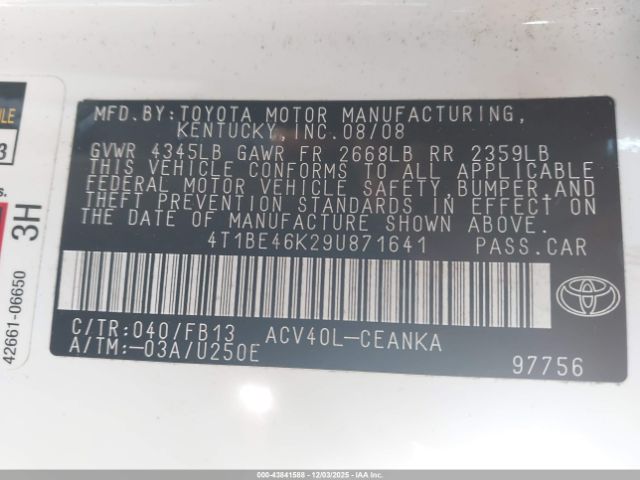 MFD.BY:TOYOTA MOTOR MANUFACTURING,
KENTUCKY, INC. 08/08
GVWR 4345LB GAWR FR 2668LB RR 2359LB
THIS VEHICLE CONFORMS TO ALL APPLICABLE
FEDERAL MOTOR VEHICLE SAFETY,BUMPER,AND
THEFT PREVENTION STANDARDS IN EFFECT ON
THE DATE OF MANUFACTURE SHOWN ABOVE.
4T1BE46K29U871641 PASS.CAR
C/TR:040/FB13 ACV40L-CEANKA
A/TM:-03A/U250E
97756
TOYOTA
3H
42661-06650
000-43841588 | 12/03/2025 | IAAI.CA